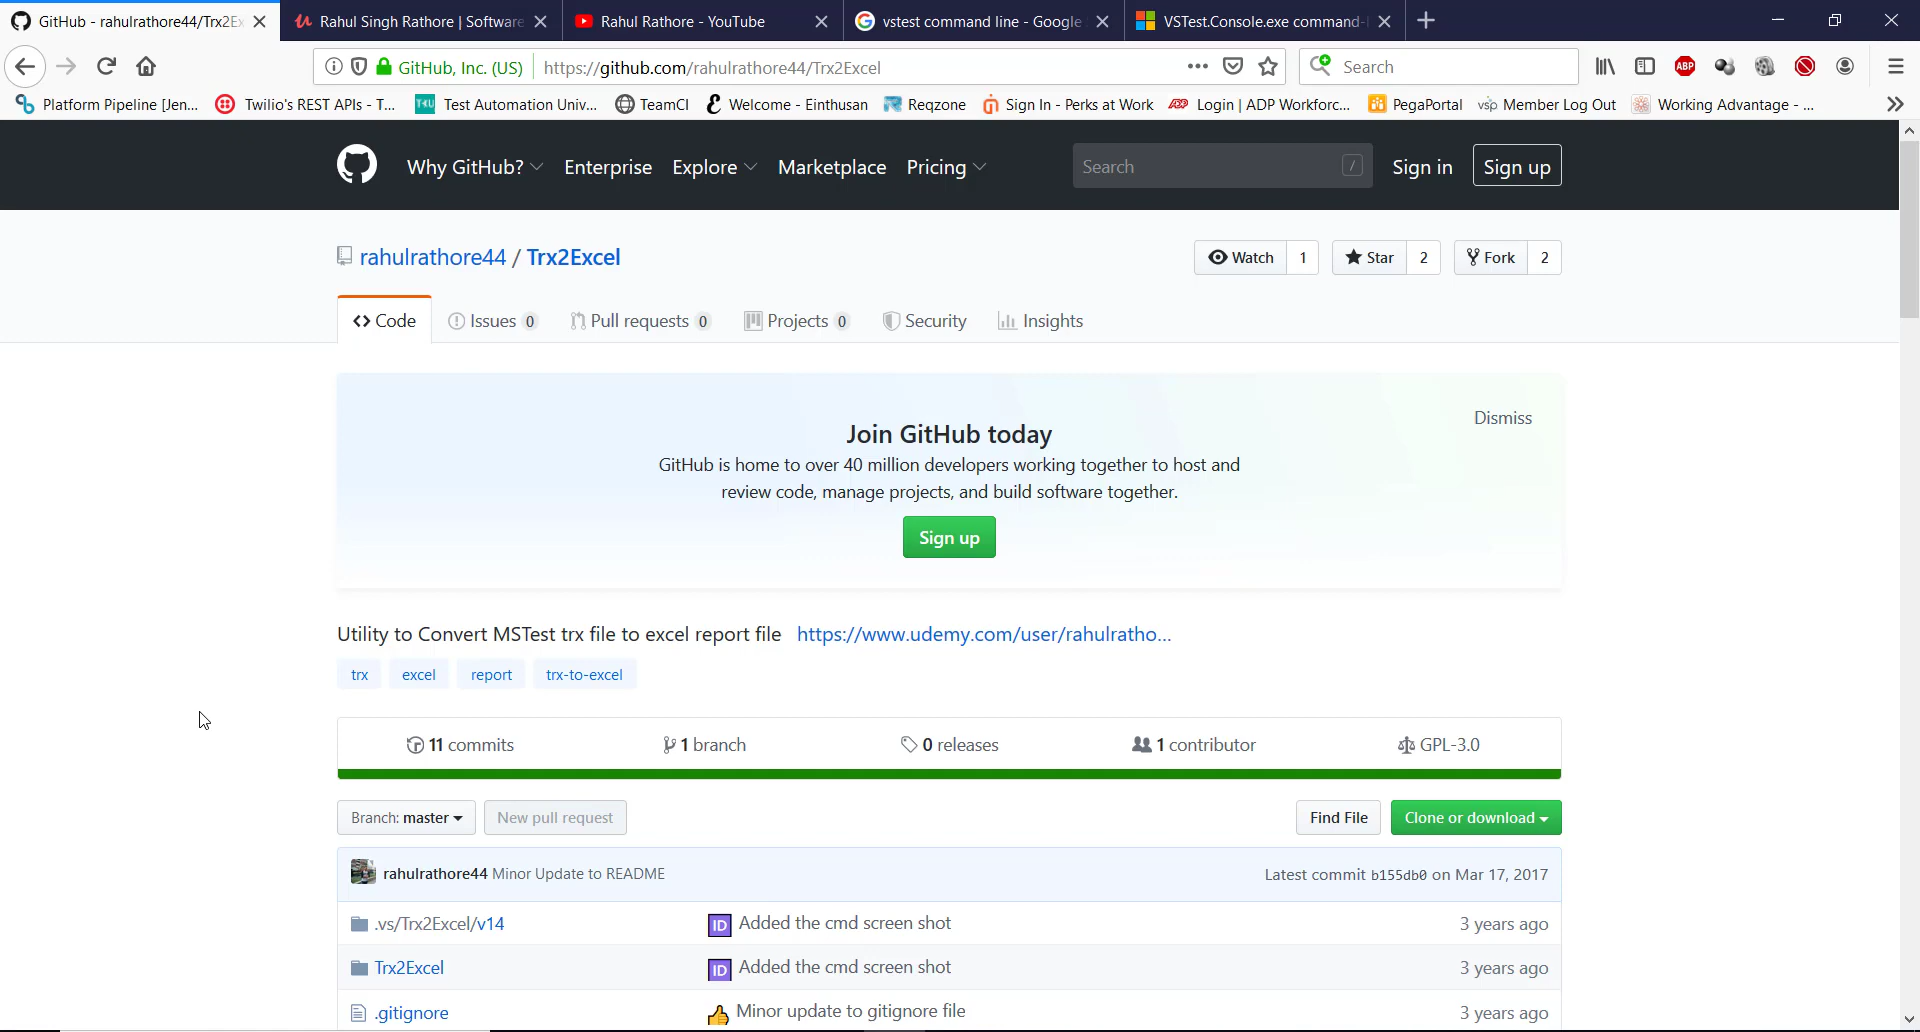 GitHub - rahulrathore44/Trx2Ex
Rahul Singh Rathore | Software
Rahul Rathore - YouTube
vstest command line - Google
VSTest.Console.exe command-l
GitHub, Inc. (US)
https://github.com/rahulrathore44/Trx2Excel
Search
ABP
Platform Pipeline [Jen...
Twilio's REST APIs - T...
Test Automation Univ...
TeamCI
Welcome - Einthusan
Reqzone
Sign In - Perks at Work
Login | ADP Workforc...
PegaPortal
vsp Member Log Out
Working Advantage - ...
Why GitHub?
Enterprise
Explore
Marketplace
Pricing
Search
/
Sign in
Sign up
rahulrathore44 / Trx2Excel
Watch 1
Star 2
Fork 2
Code
Issues 0
Pull requests 0
Projects 0
Security
Insights
Dismiss
Join GitHub today
GitHub is home to over 40 million developers working together to host and
review code, manage projects, and build software together.
Sign up
Utility to Convert MSTest trx file to excel report file https://www.udemy.com/user/rahulratho...
trx
excel
report
trx-to-excel
11 commits
1 branch
0 releases
1 contributor
GPL-3.0
Branch: master
New pull request
Find File
Clone or download
rahulrathore44 Minor Update to README
Latest commit b155db0 on Mar 17, 2017
.vs/Trx2Excel/v14
ID Added the cmd screen shot
3 years ago
Trx2Excel
ID Added the cmd screen shot
3 years ago
.gitignore
Minor update to gitignore file
3 years ago